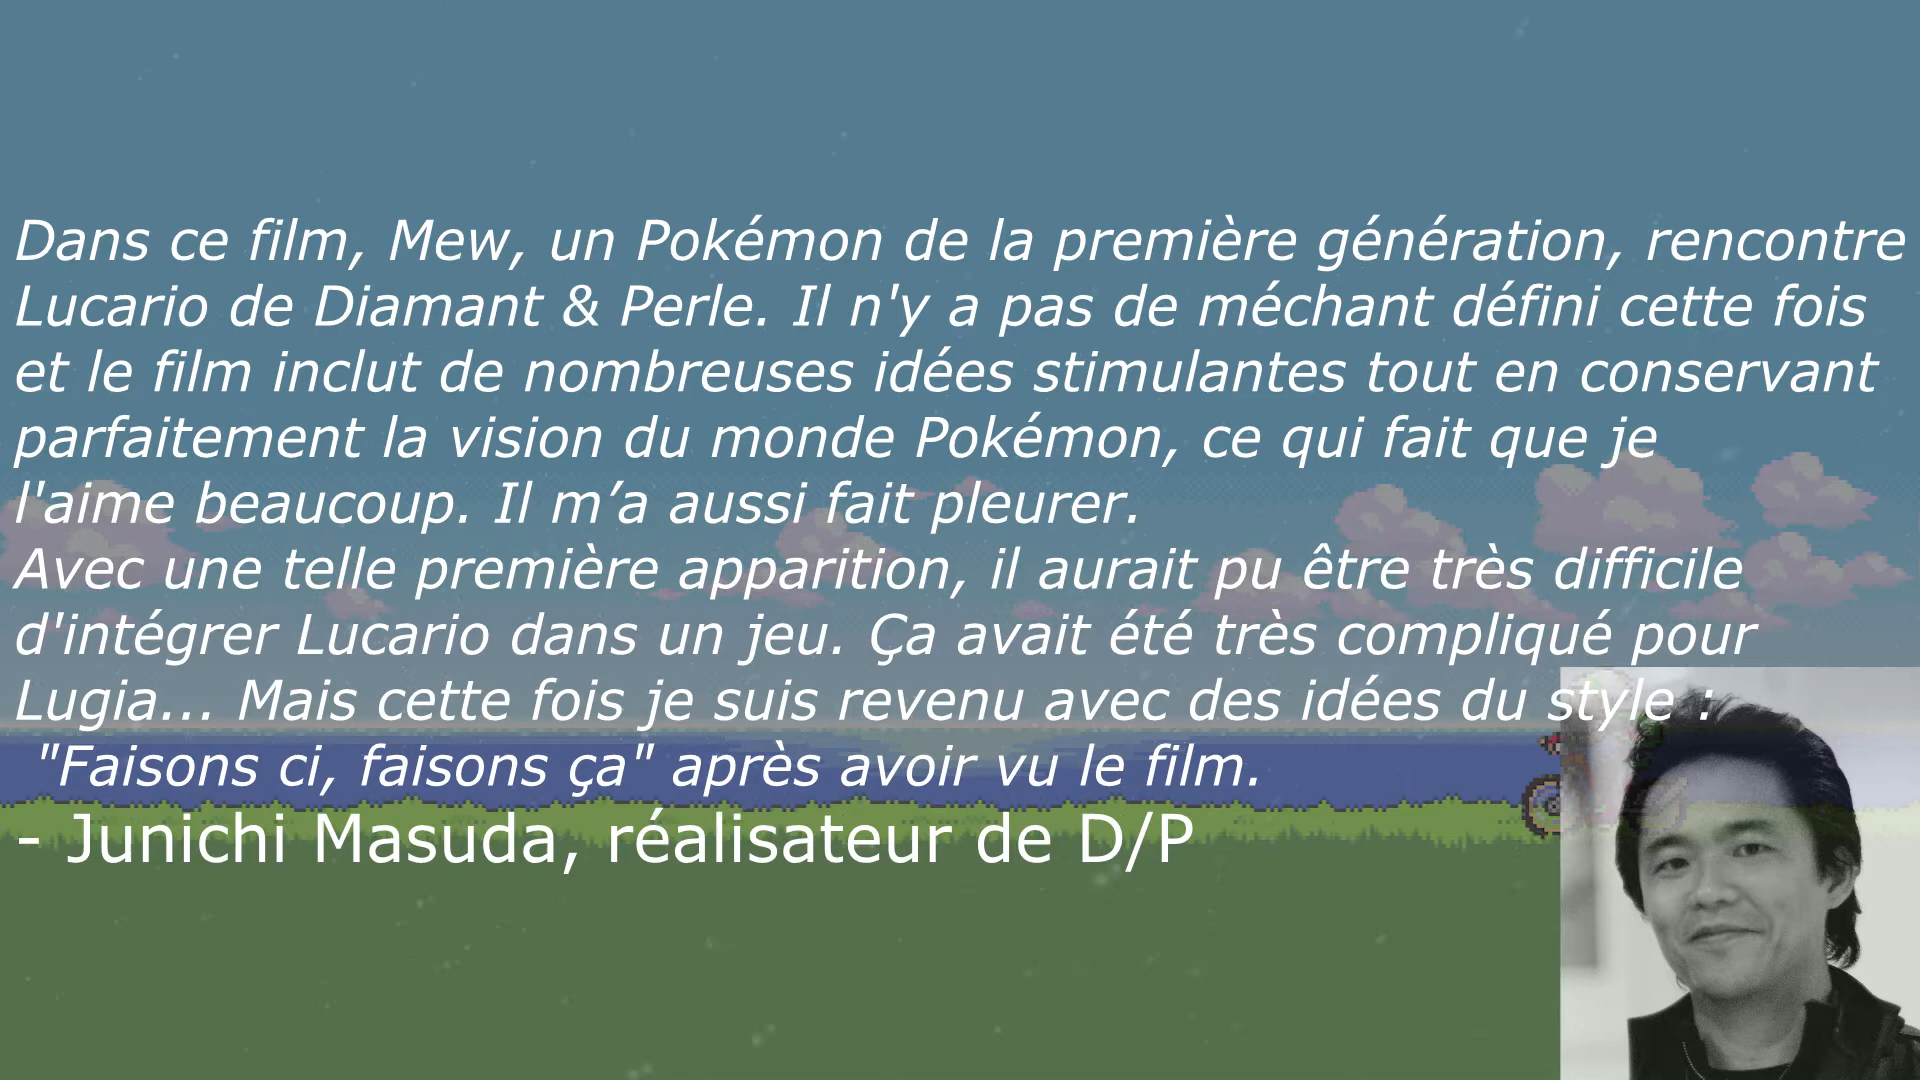 Dans ce film, Mew, un Pokémon de la première génération, rencontre
Lucario de Diamant & Perle. Il n'y a pas de méchant défini cette fois
et le film inclut de nombreuses idées stimulantes tout en conservant
parfaitement la vision du monde Pokémon, ce qui fait que je
l'aime beaucoup. Il m’a aussi fait pleurer.
Avec une telle première apparition, il aurait pu être très difficile
d'intégrer Lucario dans un jeu. Ça avait été très compliqué pour
Lugia... Mais cette fois je suis revenu avec des idées du style :
"Faisons ci, faisons ça" après avoir vu le film.
- Junichi Masuda, réalisateur de D/P